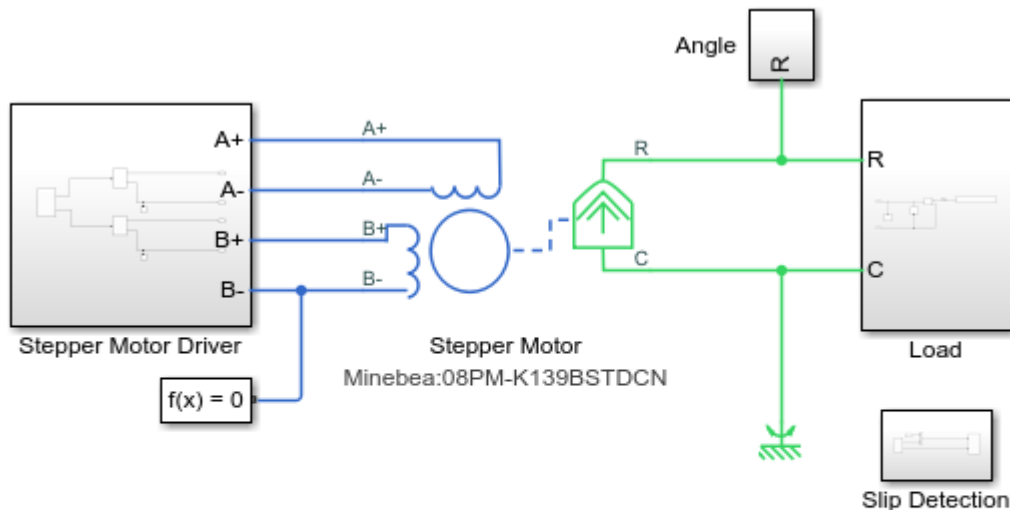 Angle
R
A+
A-
B+
B-
A+
A-
B+
B-
R
C
R
C
Stepper Motor Driver
Stepper Motor
Minebea:08PM-K139BSTDCN
Load
f(x) = 0
Slip Detection